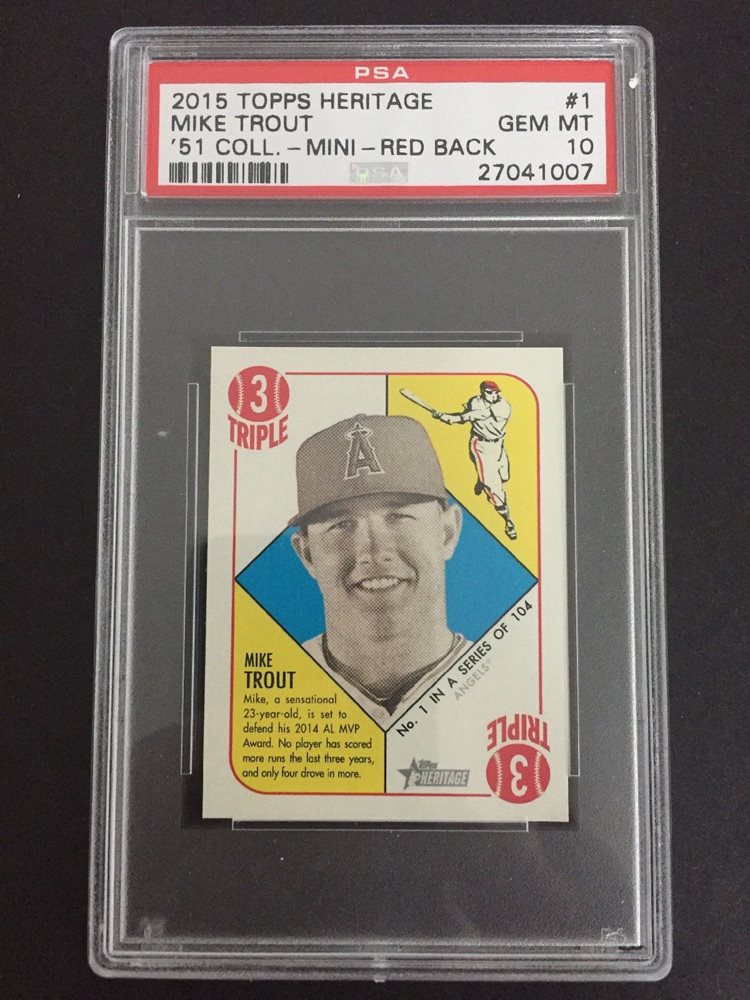 PSA
2015 TOPPS HERITAGE #1
MIKE TROUT GEM MT
'51 COLL. - MINI - RED BACK 10
PSA 27041007
3
TRIPLE
A
MIKE
TROUT
Mike, a sensational
23-year-old, is set to
defend his 2014 AL MVP
Award. No player has scored
more runs the last three years,
and only four drove in more.
No. 1 IN A SERIES OF 104
ANGELS®
Topps
HERITAGE
TRIPLE
3